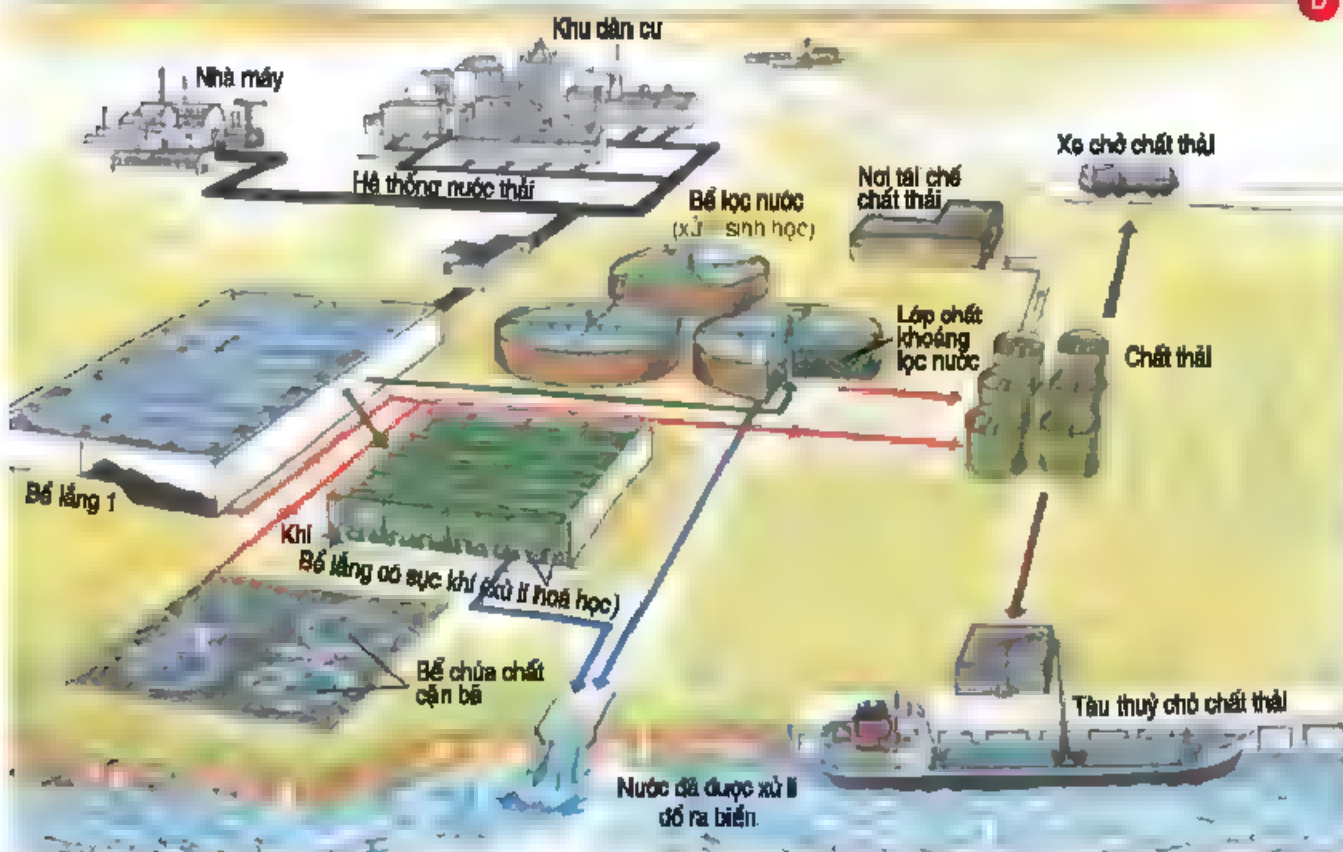 Khu dân cư
Nhà máy
Hệ thống nước thải
Xe chở chất thải
Nơi tái chế
chất thải
Bể lọc nước
(xử sinh học)
Lớp chất
khoáng
lọc nước
Chất thải
Bể lắng 1
Khí
Bể lắng có sục khí (xử lí hoá học)
Bể chứa chất
cặn bã
Tàu thuỷ chở chất thải
Nước đã được xử lí
đổ ra biển